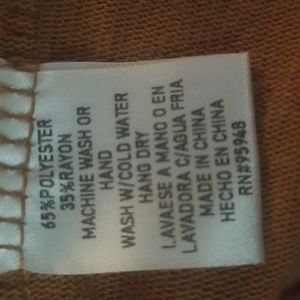 65%POLYESTER
35%RAYON
MACHINE WASH OR
HAND
WASH W/COLD WATER
HANG DRY
LAVAESE A MANO O EN
LAVADORA C/AGUA FRIA
MADE IN CHINA
HECHO EN CHINA
RN#95948